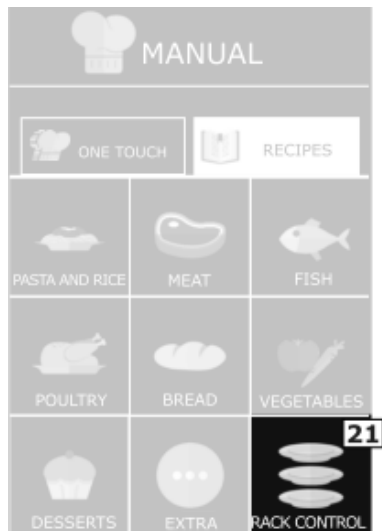 MANUAL
ONE TOUCH
RECIPES
PASTA AND RICE
MEAT
FISH
POULTRY
BREAD
VEGETABLES
21
DESSERTS
EXTRA
RACK CONTROL